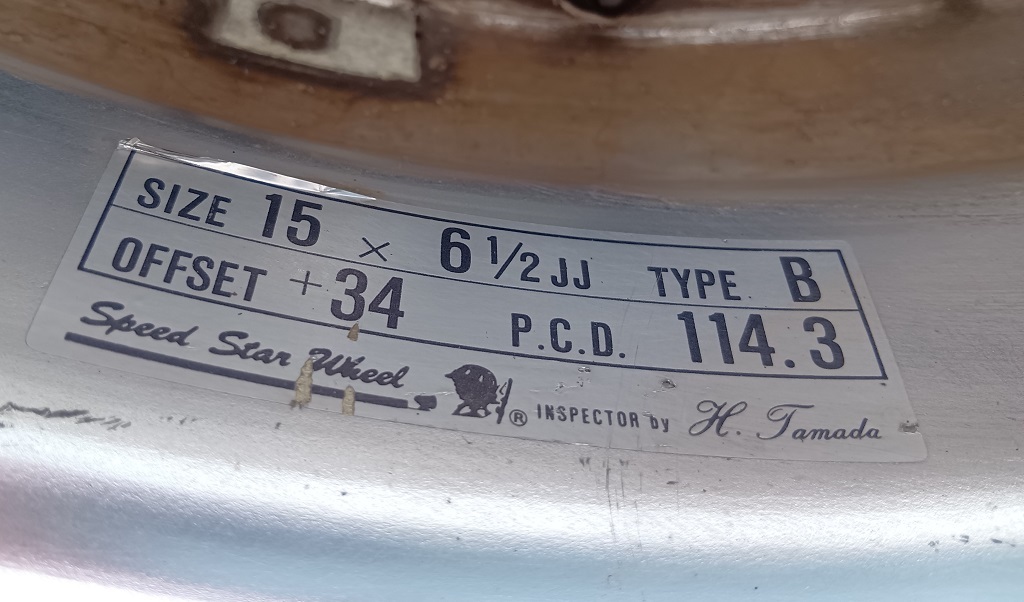 SIZE 15 × 6 1/2 JJ TYPE B
OFFSET +34 P.C.D. 114.3
Speed Star Wheel ® INSPECTOR by H. Tamada